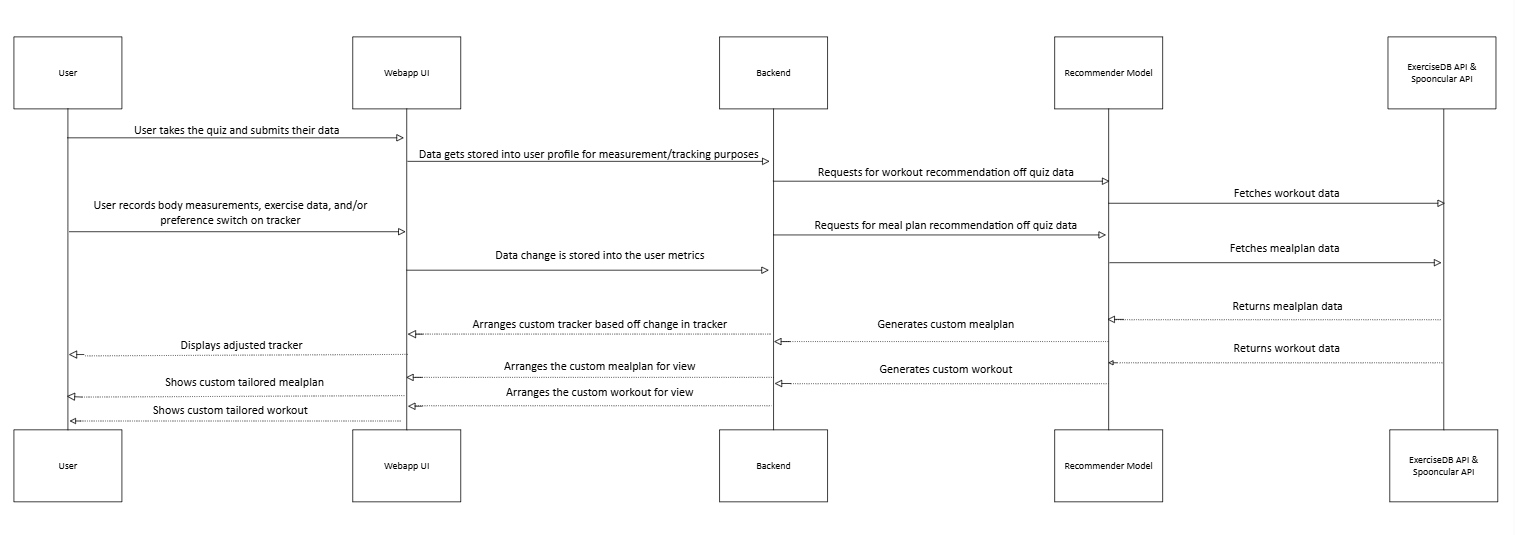 User
Webapp UI
Backend
Recommender Model
ExerciseDB API &
Spooncular API
User takes the quiz and submits their data
Data gets stored into user profile for measurement/tracking purposes
Requests for workout recommendation off quiz data
Fetches workout data
User records body measurements, exercise data, and/or
preference switch on tracker
Requests for meal plan recommendation off quiz data
Fetches mealplan data
Data change is stored into the user metrics
Returns mealplan data
Arranges custom tracker based off change in tracker
Generates custom mealplan
Displays adjusted tracker
Returns workout data
Arranges the custom mealplan for view
Generates custom workout
Shows custom tailored mealplan
Arranges the custom workout for view
Shows custom tailored workout
User
Webapp UI
Backend
Recommender Model
ExerciseDB API &
Spooncular API